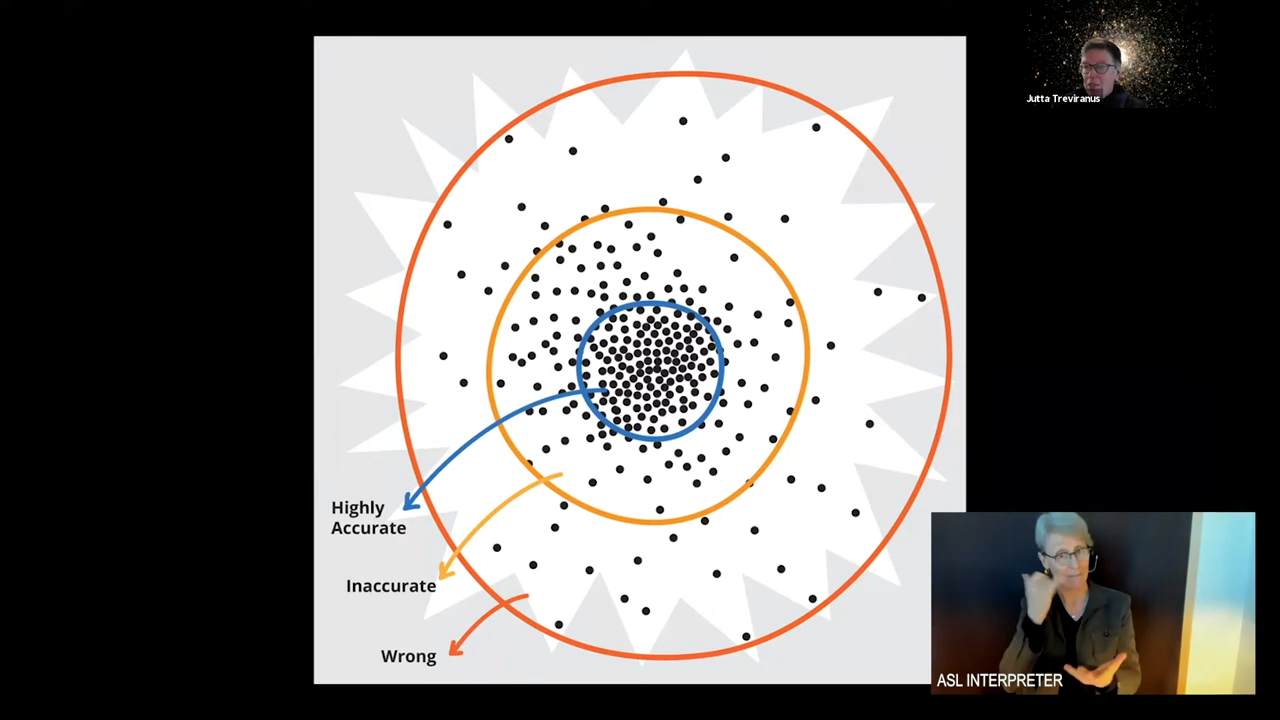 Jutta Treviranus
Highly
Accurate
Inaccurate
Wrong
ASL INTERPRETER